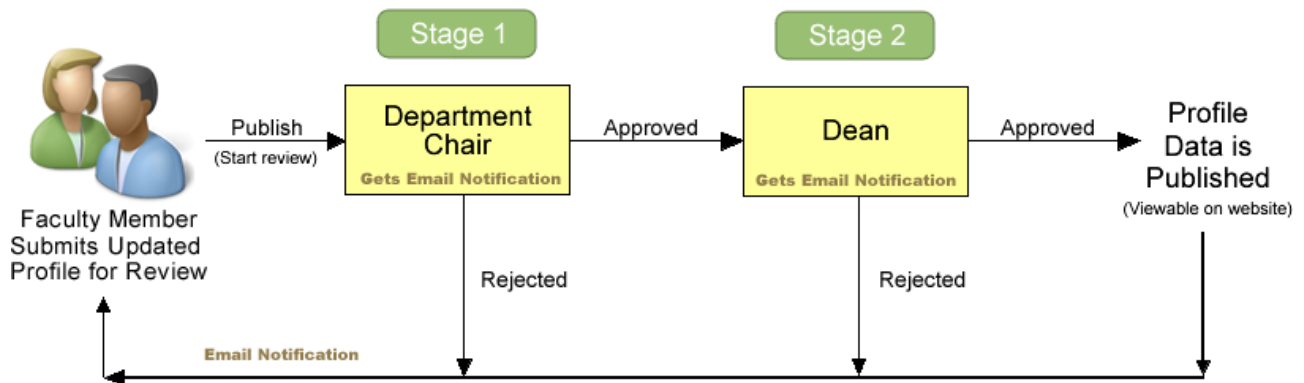 Stage 1
Stage 2
Publish
(Start review)
Department
Chair
Gets Email Notification
Approved
Dean
Gets Email Notification
Approved
Profile
Data is
Published
(Viewable on website)
Faculty Member
Submits Updated
Profile for Review
Rejected
Rejected
Email Notification